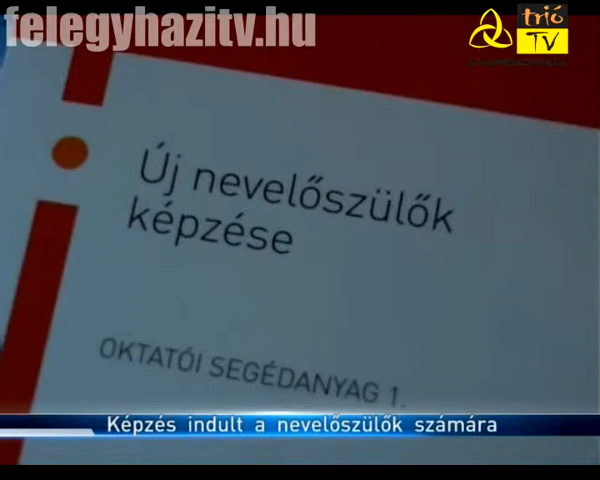 felegyhazitv.hu
trió
TV
Új nevelőszülők
képzése
OKTATÓI SEGÉDANYAG 1.
Képzés indult a nevelőszülők számára